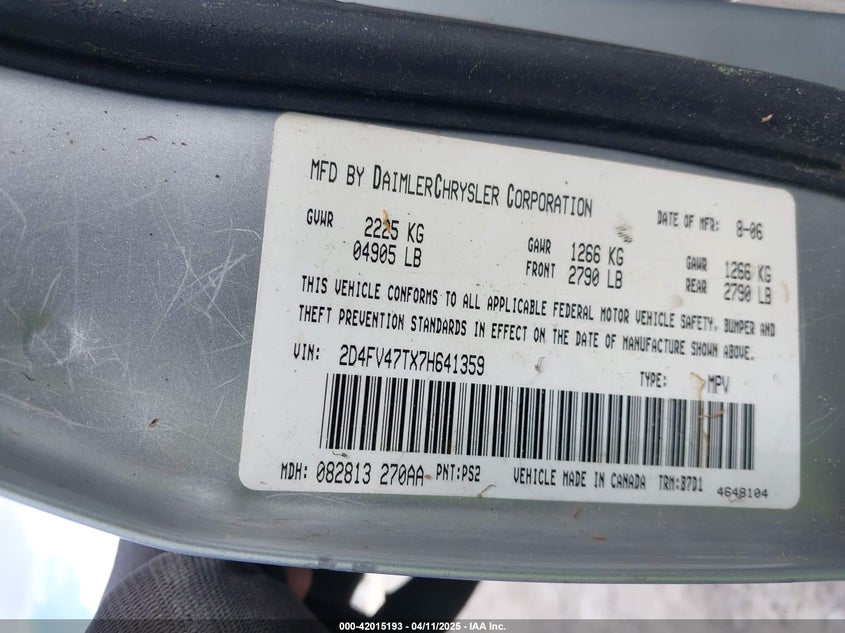 MFD BY DAIMLERCHRYSLER CORPORATION
DATE OF MFR: 8-06
GVWR 2225 KG
04905 LB
GAWR FRONT 1266 KG
2790 LB
GAWR REAR 1266 KG
2790 LB
THIS VEHICLE CONFORMS TO ALL APPLICABLE FEDERAL MOTOR VEHICLE SAFETY, BUMPER AND
THEFT PREVENTION STANDARDS IN EFFECT ON THE DATE OF MANUFACTURE SHOWN ABOVE.
VIN: 2D4FV47TX7H641359
TYPE: MPV
MDH: 082813 270AA PNT:PS2 VEHICLE MADE IN CANADA TRM:B7D1 4648104
000-42015193 - 04/11/2025 - IAA Inc.